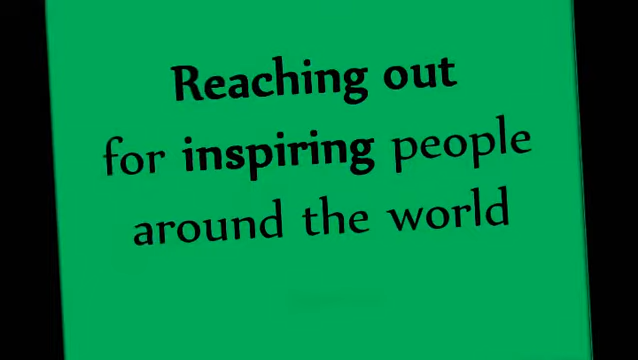 Reaching out
for inspiring people
around the world